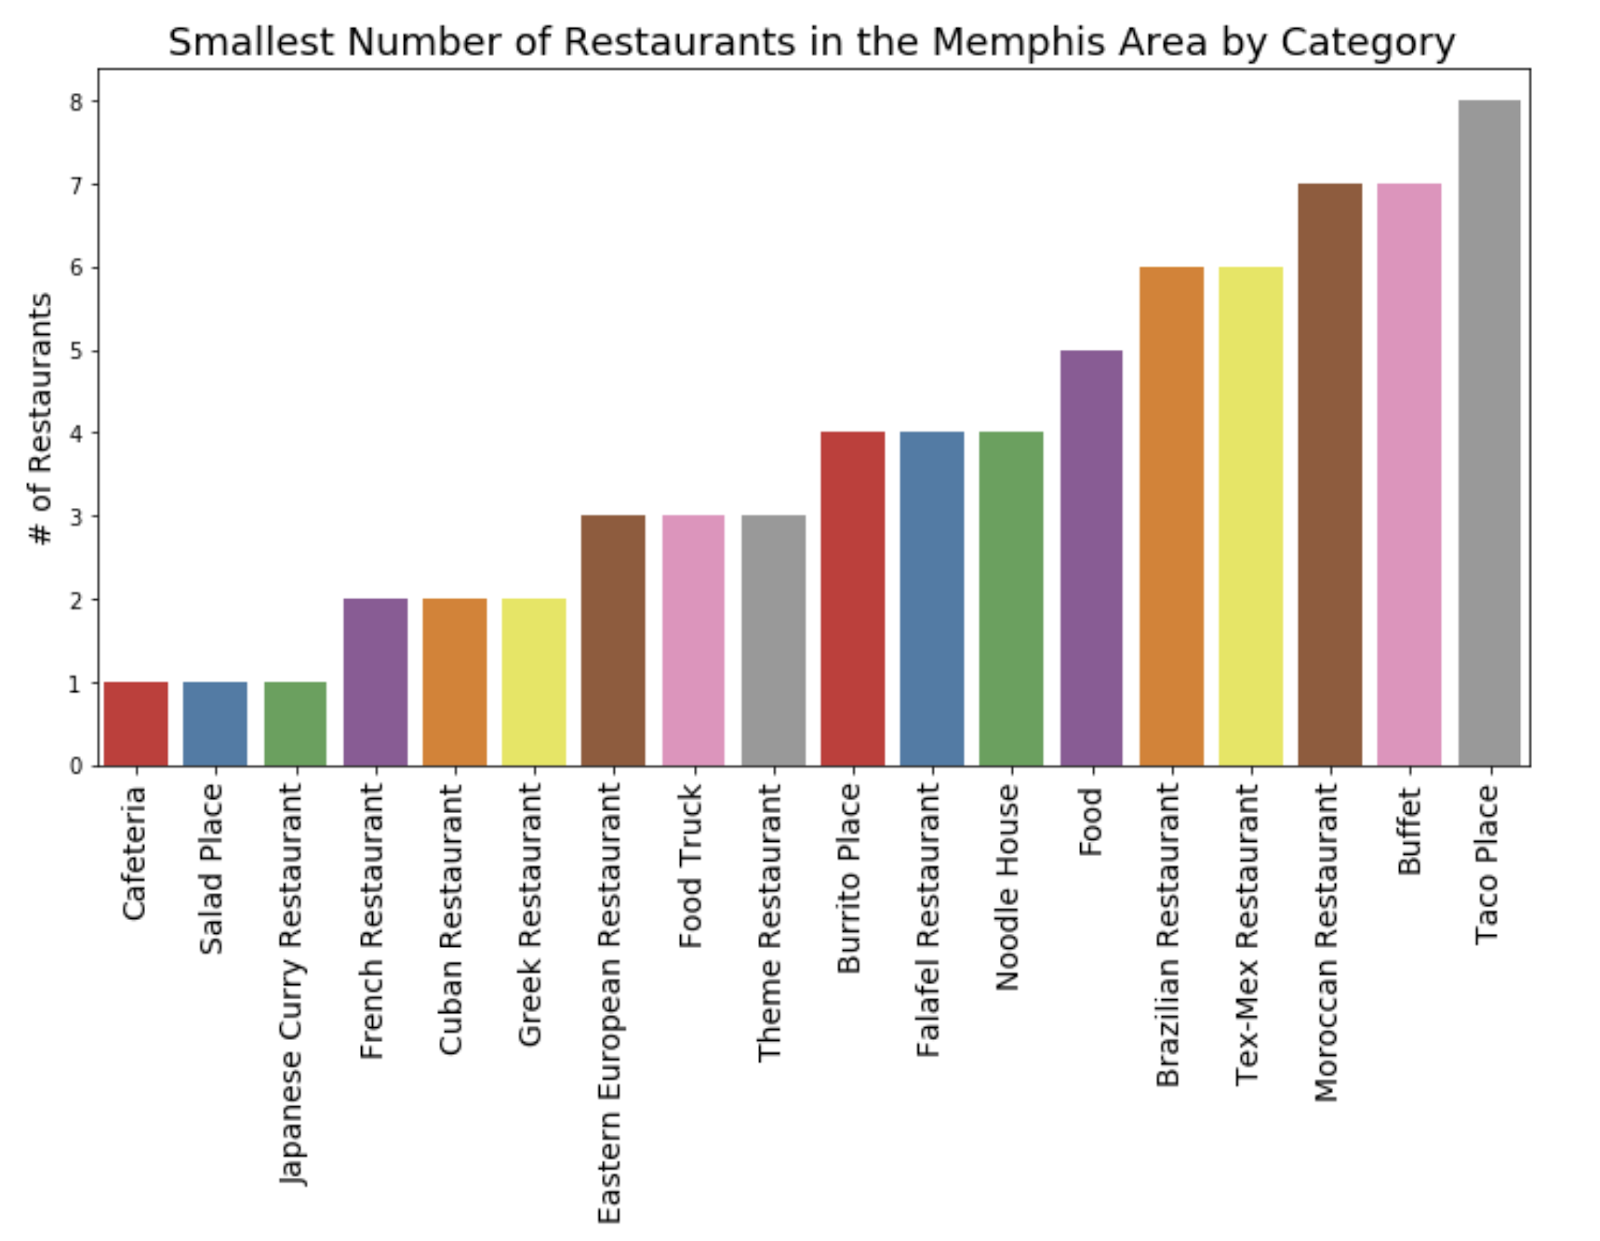 Smallest Number of Restaurants in the Memphis Area by Category
# of Restaurants
8
7
6
5
4
3
2
1
0
Cafeteria
Salad Place
Japanese Curry Restaurant
French Restaurant
Cuban Restaurant
Greek Restaurant
Eastern European Restaurant
Food Truck
Theme Restaurant
Burrito Place
Falafel Restaurant
Noodle House
Food
Brazilian Restaurant
Tex-Mex Restaurant
Moroccan Restaurant
Buffet
Taco Place